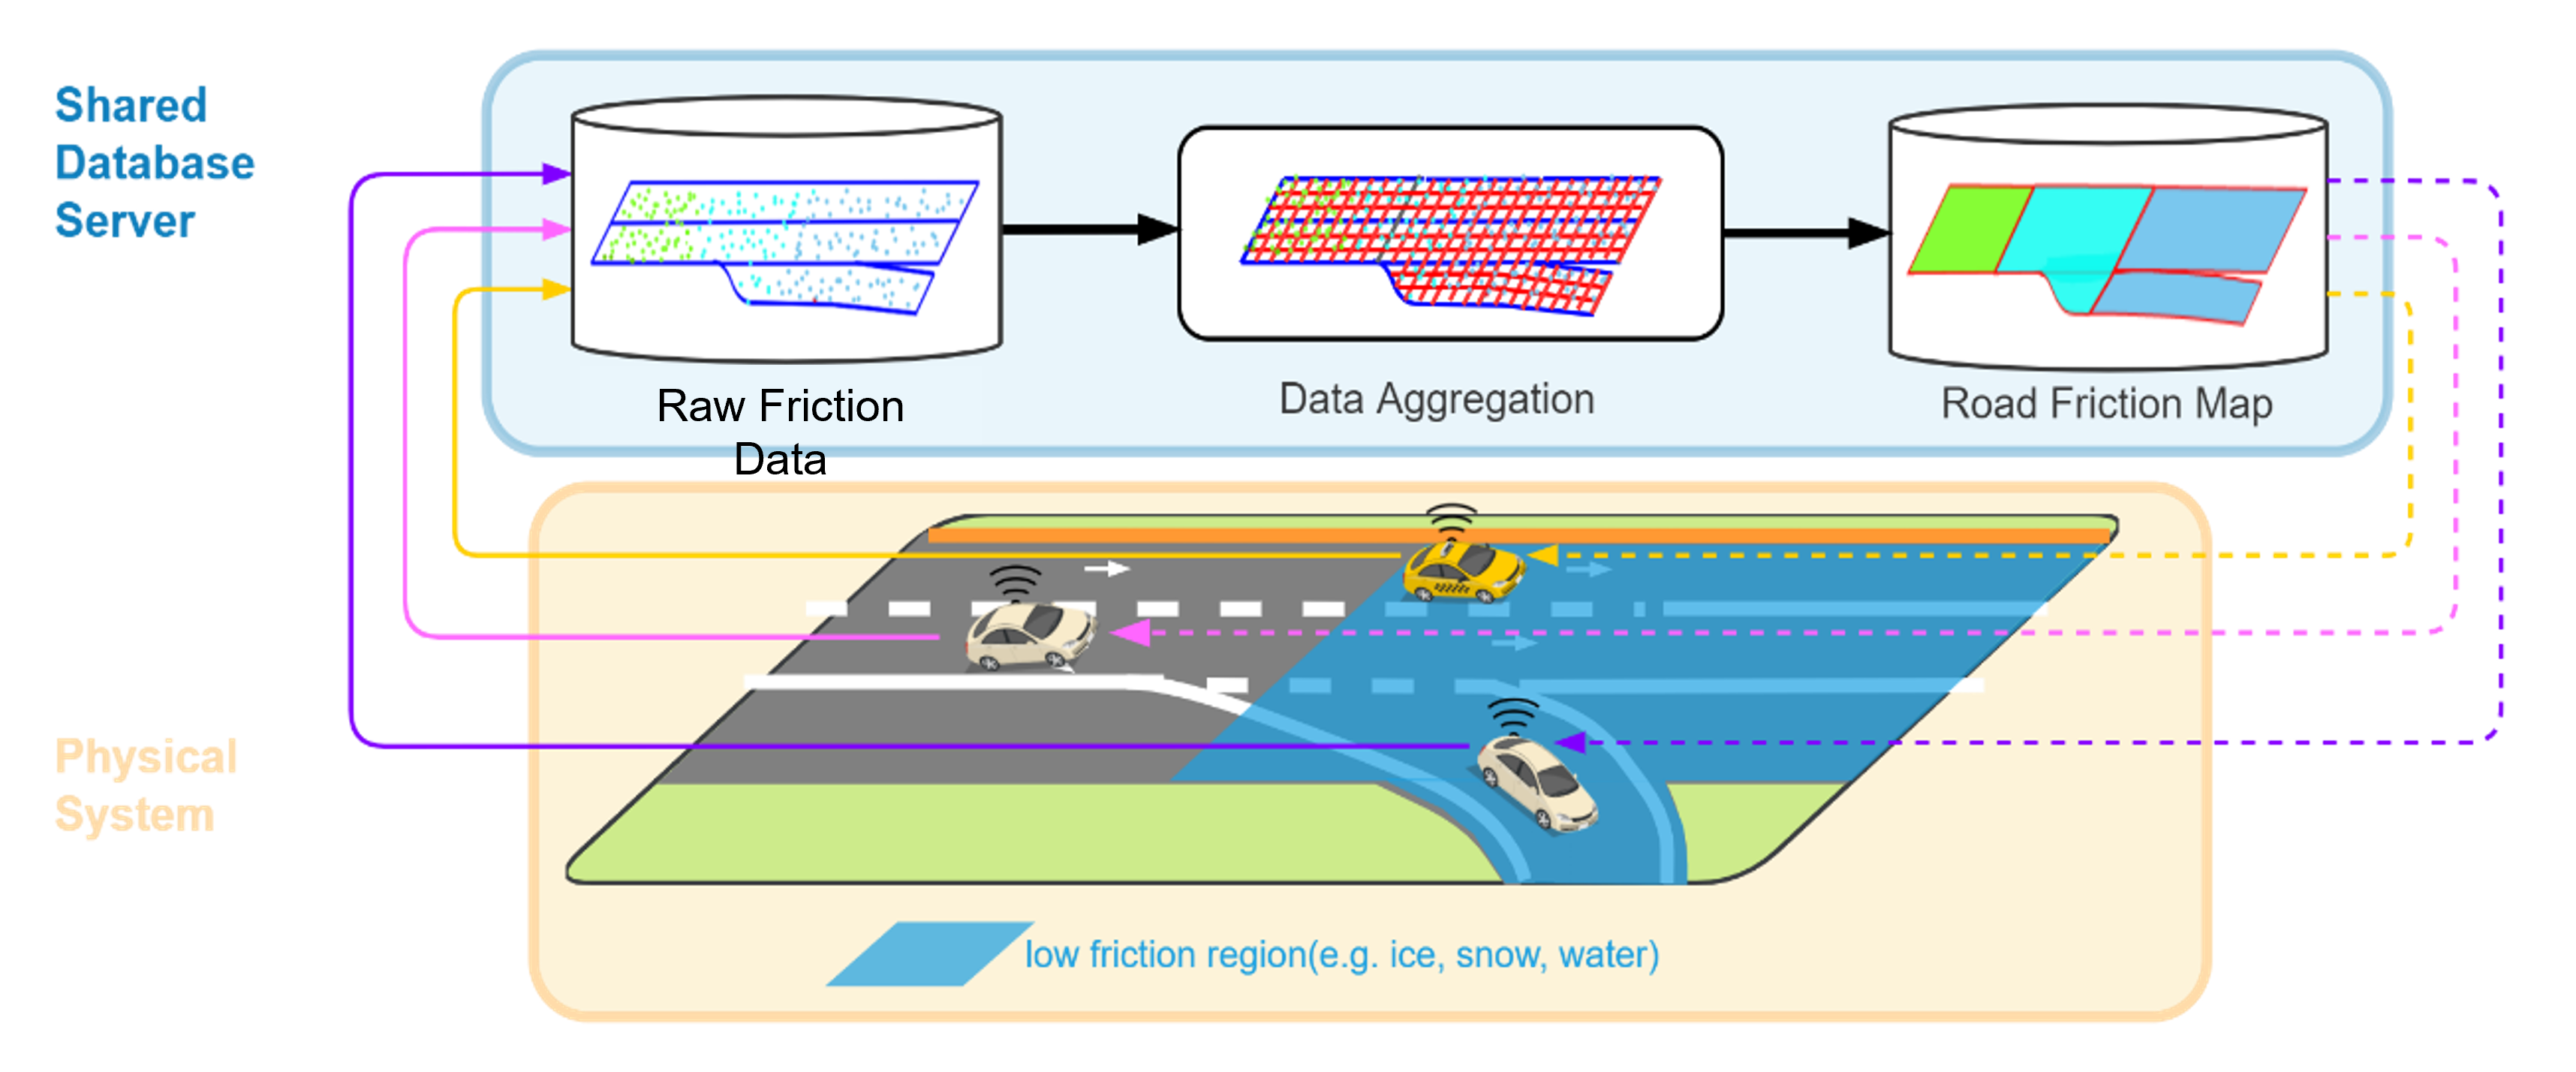 Shared
Database
Server
Raw Friction
Data
Data Aggregation
Road Friction Map
Physical
System
low friction region(e.g. ice, snow, water)